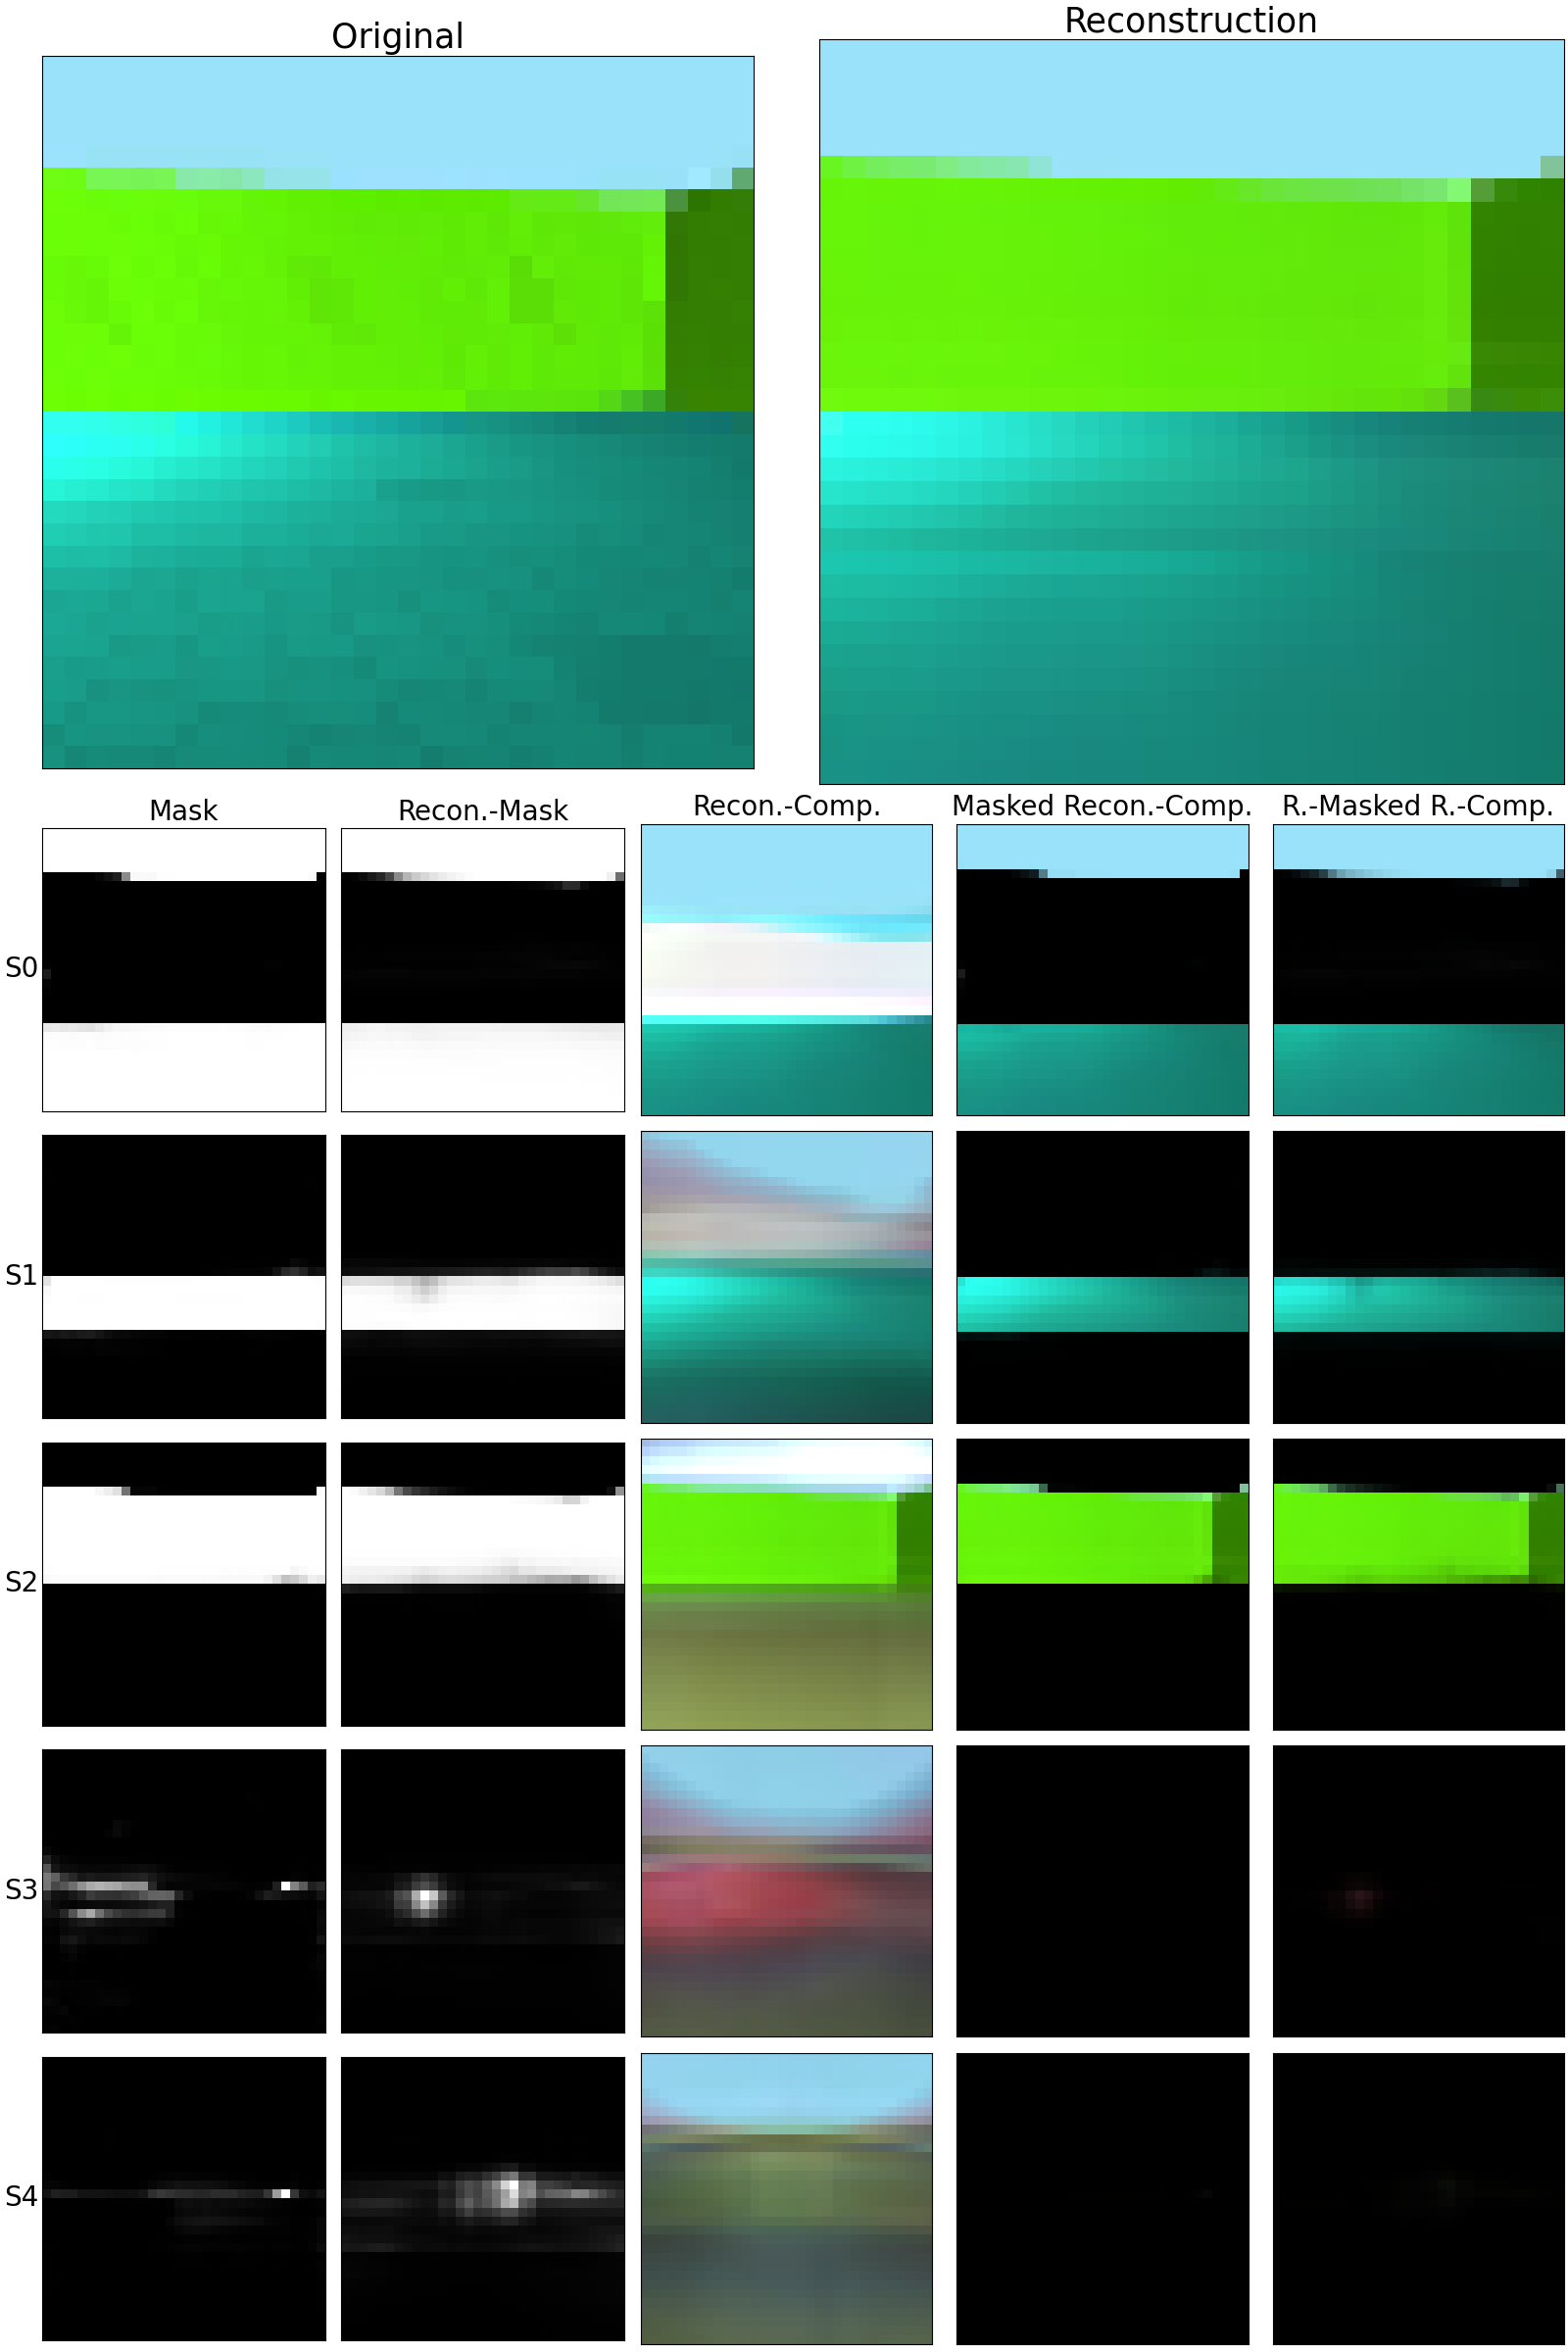 Original
Reconstruction
Mask
Recon.-Mask
Recon.-Comp.
Masked Recon.-Comp.
R.-Masked R.-Comp.
S0
S1
S2
S3
S4